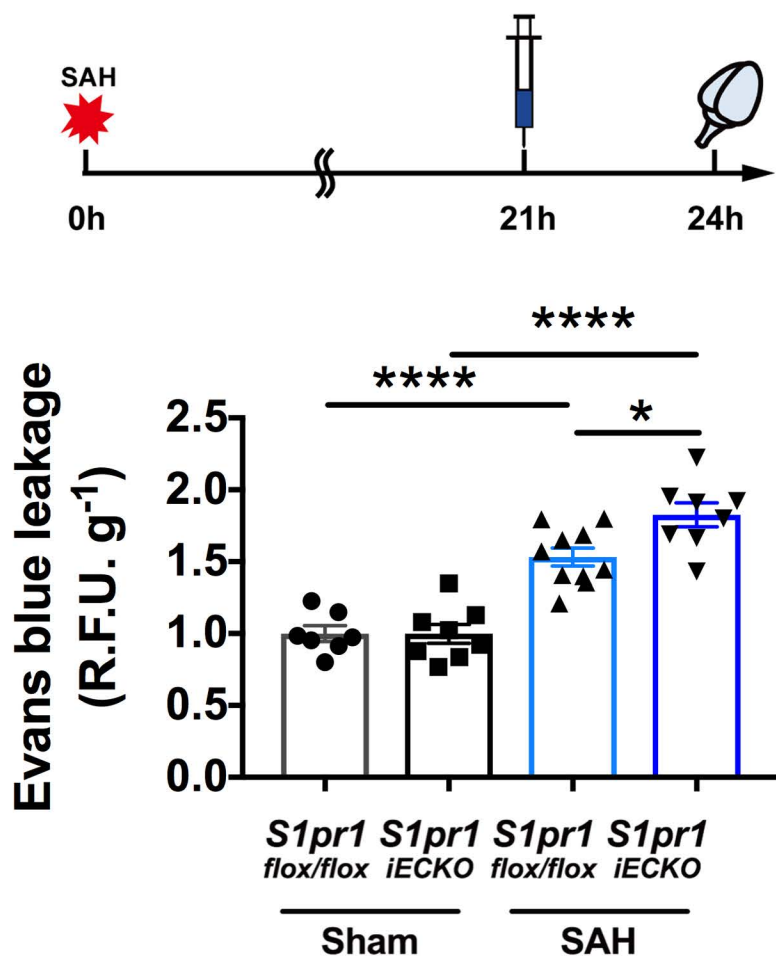 SAH
0h 21h 24h
****
****
*
Evans blue leakage
(R.F.U. g⁻¹)
2.5
2.0
1.5
1.0
0.5
0.0
S1pr1 S1pr1 S1pr1 S1pr1
flox/flox iECKO flox/flox iECKO
Sham SAH